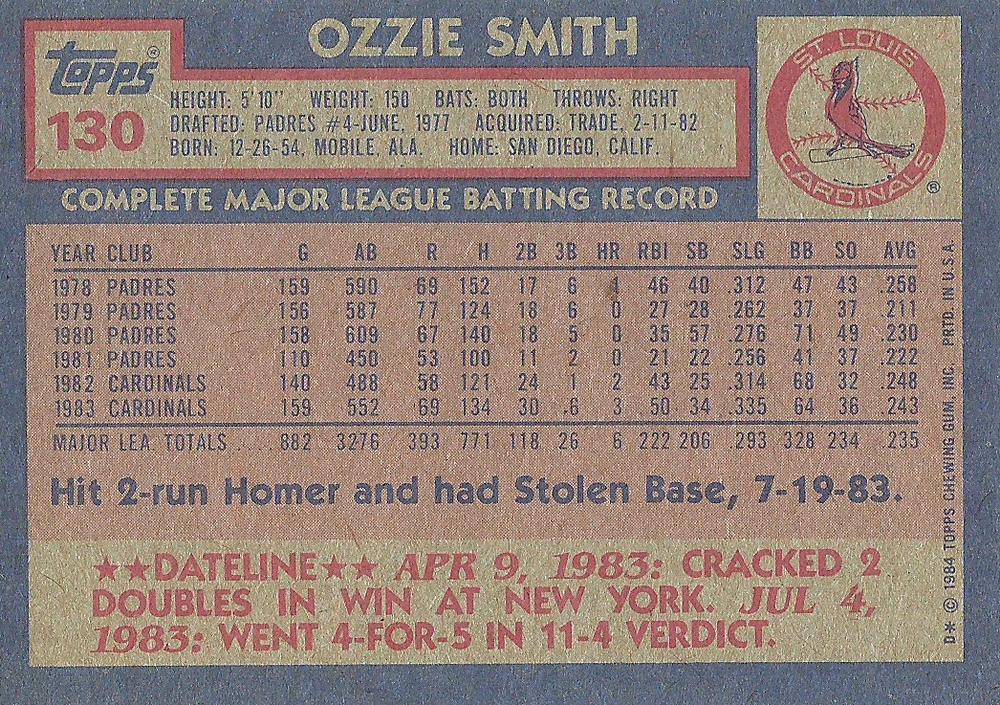 OZZIE SMITH
TOPPS ®
130
HEIGHT: 5'10" WEIGHT: 150 BATS: BOTH THROWS: RIGHT
DRAFTED: PADRES #4-JUNE, 1977 ACQUIRED: TRADE, 2-11-82
BORN: 12-26-54, MOBILE, ALA. HOME: SAN DIEGO, CALIF.
ST. LOUIS
CARDINALS ®
COMPLETE MAJOR LEAGUE BATTING RECORD
YEAR CLUB G AB R H 2B 3B HR RBI SB SLG BB SO AVG
1978 PADRES 159 590 69 152 17 6 1 46 40 .312 47 43 .258
1979 PADRES 156 587 77 124 18 6 0 27 28 .262 37 37 .211
1980 PADRES 158 609 67 140 18 5 0 35 57 .276 71 49 .230
1981 PADRES 110 450 53 100 11 2 0 21 22 .256 41 37 .222
1982 CARDINALS 140 488 58 121 24 1 2 43 25 .314 68 32 .248
1983 CARDINALS 159 552 69 134 30 .6 3 50 34 .335 64 36 .243
MAJOR LEA. TOTALS .... 882 3276 393 771 118 26 6 222 206 .293 328 234 .235
Hit 2-run Homer and had Stolen Base, 7-19-83.
★★DATELINE★★ APR 9, 1983: CRACKED 2
DOUBLES IN WIN AT NEW YORK. JUL 4,
1983: WENT 4-FOR-5 IN 11-4 VERDICT.
D* © 1984 TOPPS CHEWING GUM, INC. PRTD. IN U.S.A.